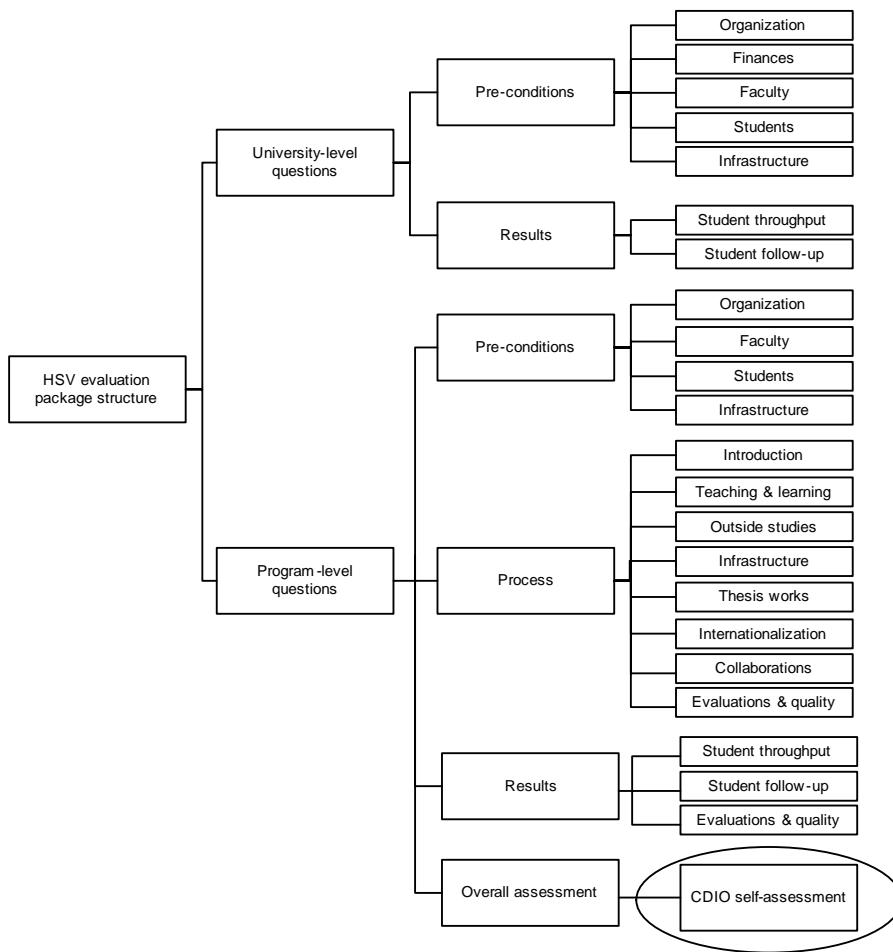 Organization
Finances
Pre-conditions
Faculty
Students
University-level
questions
Infrastructure
Student throughput
Results
Student follow-up
Organization
Pre-conditions
Faculty
HSV evaluation
package structure
Students
Infrastructure
Introduction
Teaching & learning
Outside studies
Program-level
questions
Process
Infrastructure
Thesis works
Internationalization
Collaborations
Evaluations & quality
Student throughput
Results
Student follow-up
Evaluations & quality
Overall assessment
CDIO self-assessment